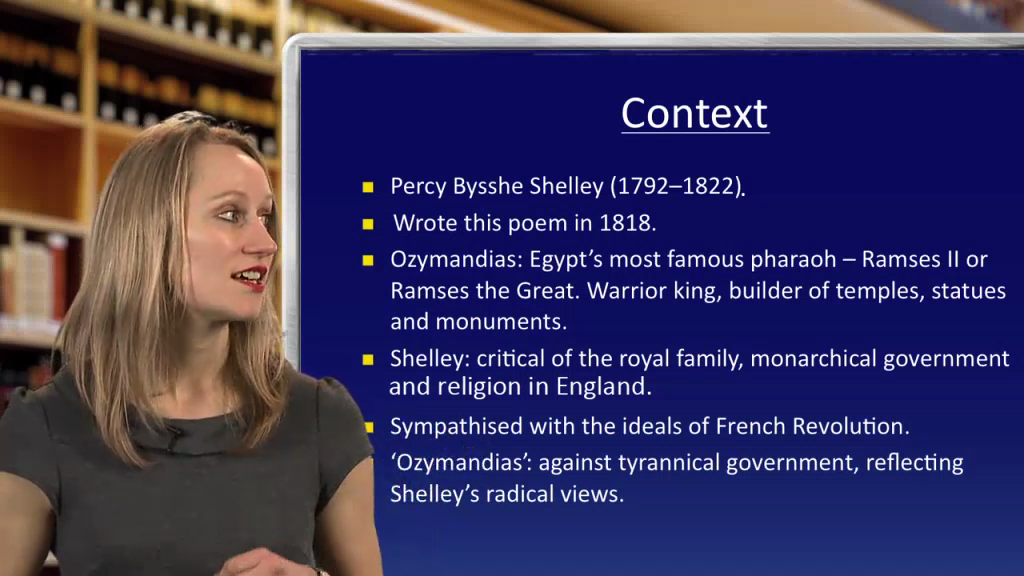 Context
Percy Bysshe Shelley (1792–1822).
Wrote this poem in 1818.
Ozymandias: Egypt’s most famous pharaoh – Ramses II or
Ramses the Great. Warrior king, builder of temples, statues
and monuments.
Shelley: critical of the royal family, monarchical government
and religion in England.
Sympathised with the ideals of French Revolution.
‘Ozymandias’: against tyrannical government, reflecting
Shelley’s radical views.